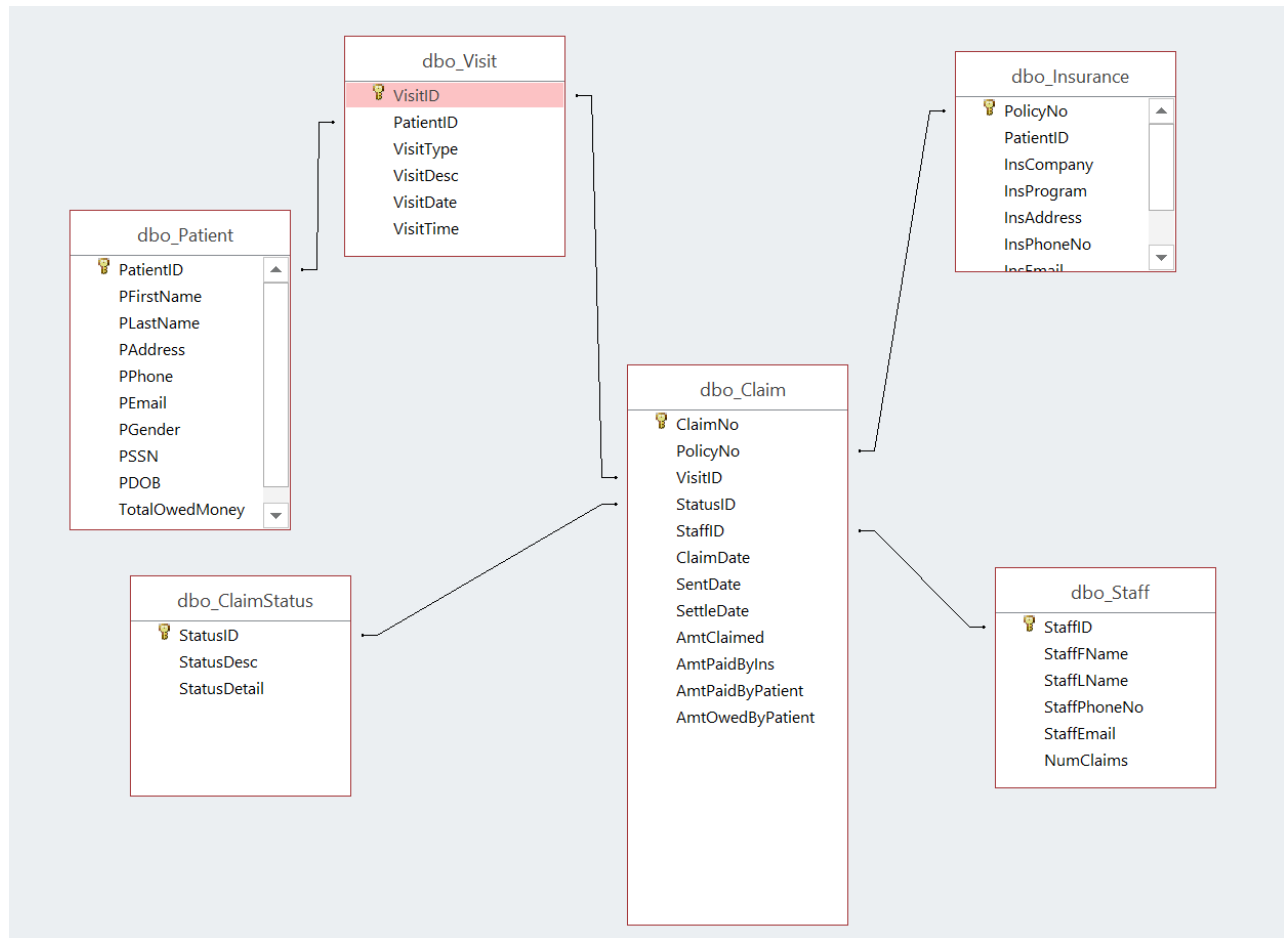 dbo_Visit
VisitID
PatientID
VisitType
VisitDesc
VisitDate
VisitTime
dbo_Insurance
PolicyNo
PatientID
InsCompany
InsProgram
InsAddress
InsPhoneNo
InsEmail
dbo_Patient
PatientID
PFirstName
PLastName
PAddress
PPhone
PEmail
PGender
PSSN
PDOB
TotalOwedMoney
dbo_Claim
ClaimNo
PolicyNo
VisitID
StatusID
StaffID
ClaimDate
SentDate
SettleDate
AmtClaimed
AmtPaidByIns
AmtPaidByPatient
AmtOwedByPatient
dbo_ClaimStatus
StatusID
StatusDesc
StatusDetail
dbo_Staff
StaffID
StaffFName
StaffLName
StaffPhoneNo
StaffEmail
NumClaims